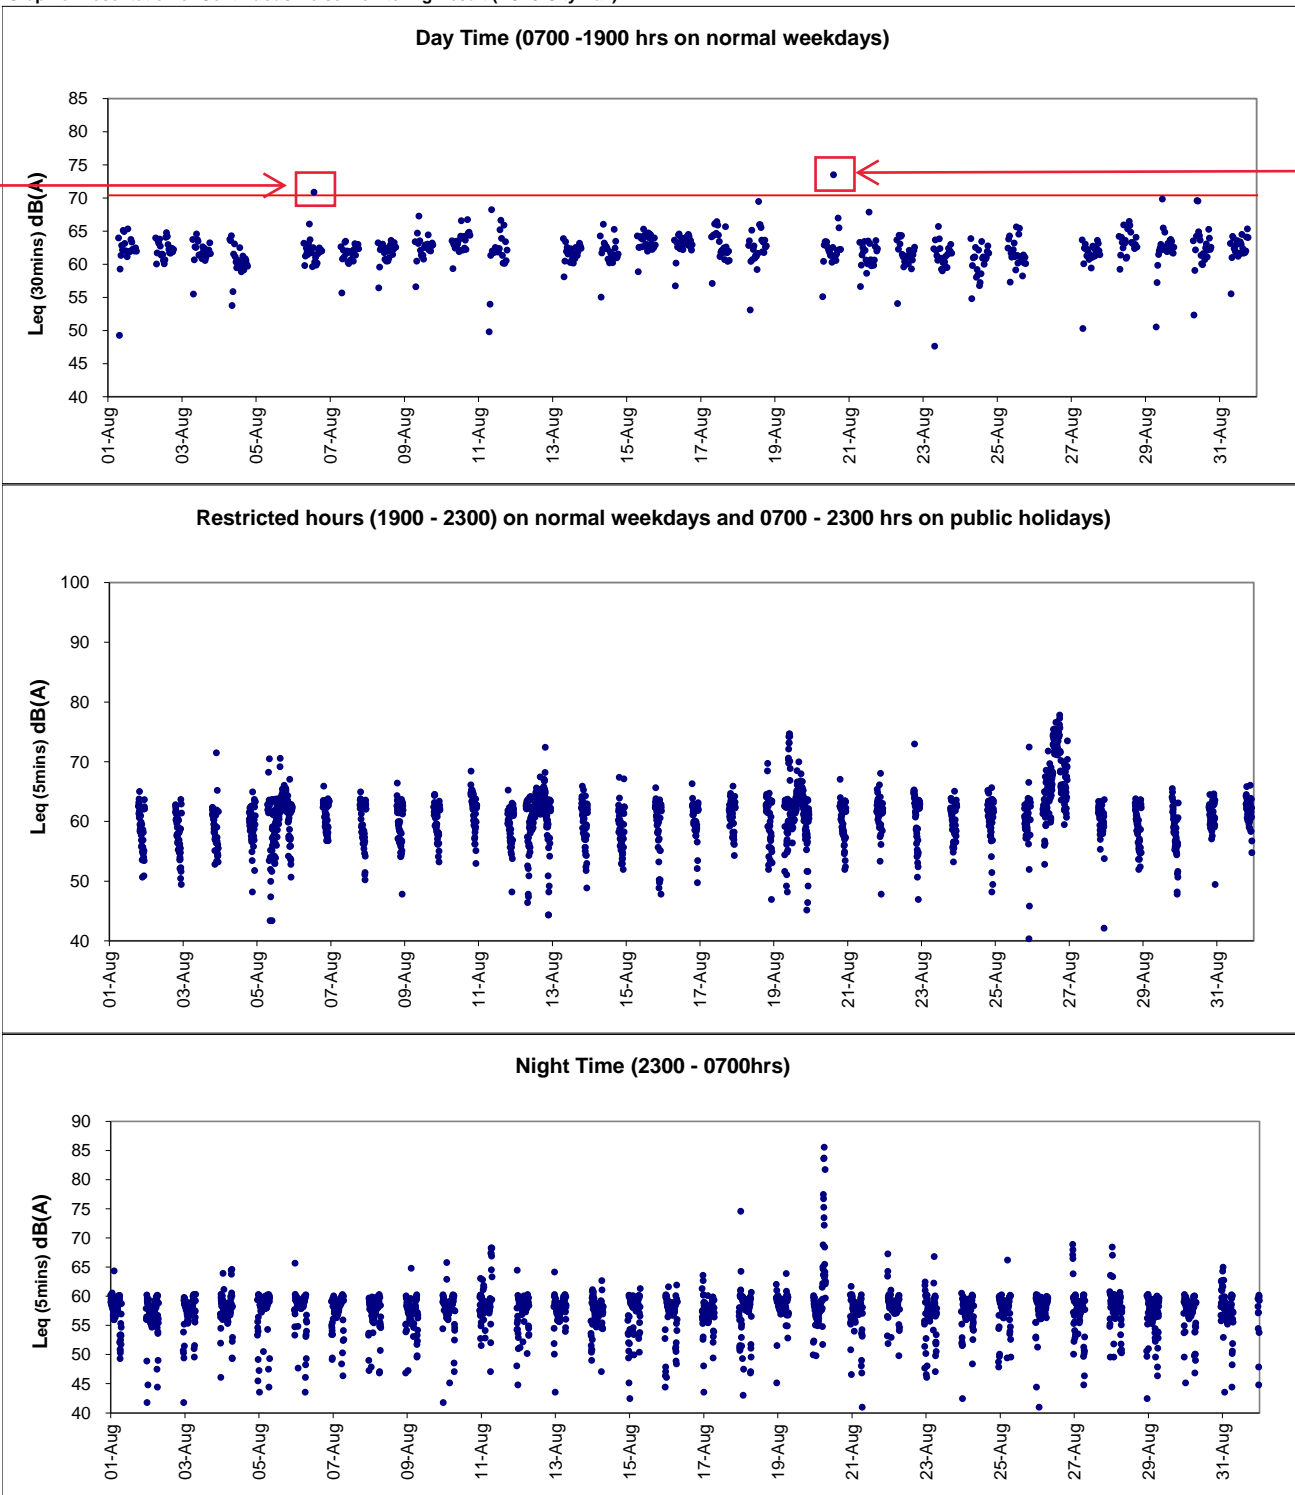 Day Time (0700 -1900 hrs on normal weekdays)
Leq (30mins) dB(A)
85
80
75
70
65
60
55
50
45
40
01-Aug
03-Aug
05-Aug
07-Aug
09-Aug
11-Aug
13-Aug
15-Aug
17-Aug
19-Aug
21-Aug
23-Aug
25-Aug
27-Aug
29-Aug
31-Aug
Restricted hours (1900 - 2300) on normal weekdays and 0700 - 2300 hrs on public holidays)
Leq (5mins) dB(A)
100
90
80
70
60
50
40
01-Aug
03-Aug
05-Aug
07-Aug
09-Aug
11-Aug
13-Aug
15-Aug
17-Aug
19-Aug
21-Aug
23-Aug
25-Aug
27-Aug
29-Aug
31-Aug
Night Time (2300 - 0700hrs)
Leq (5mins) dB(A)
90
85
80
75
70
65
60
55
50
45
40
01-Aug
03-Aug
05-Aug
07-Aug
09-Aug
11-Aug
13-Aug
15-Aug
17-Aug
19-Aug
21-Aug
23-Aug
25-Aug
27-Aug
29-Aug
31-Aug